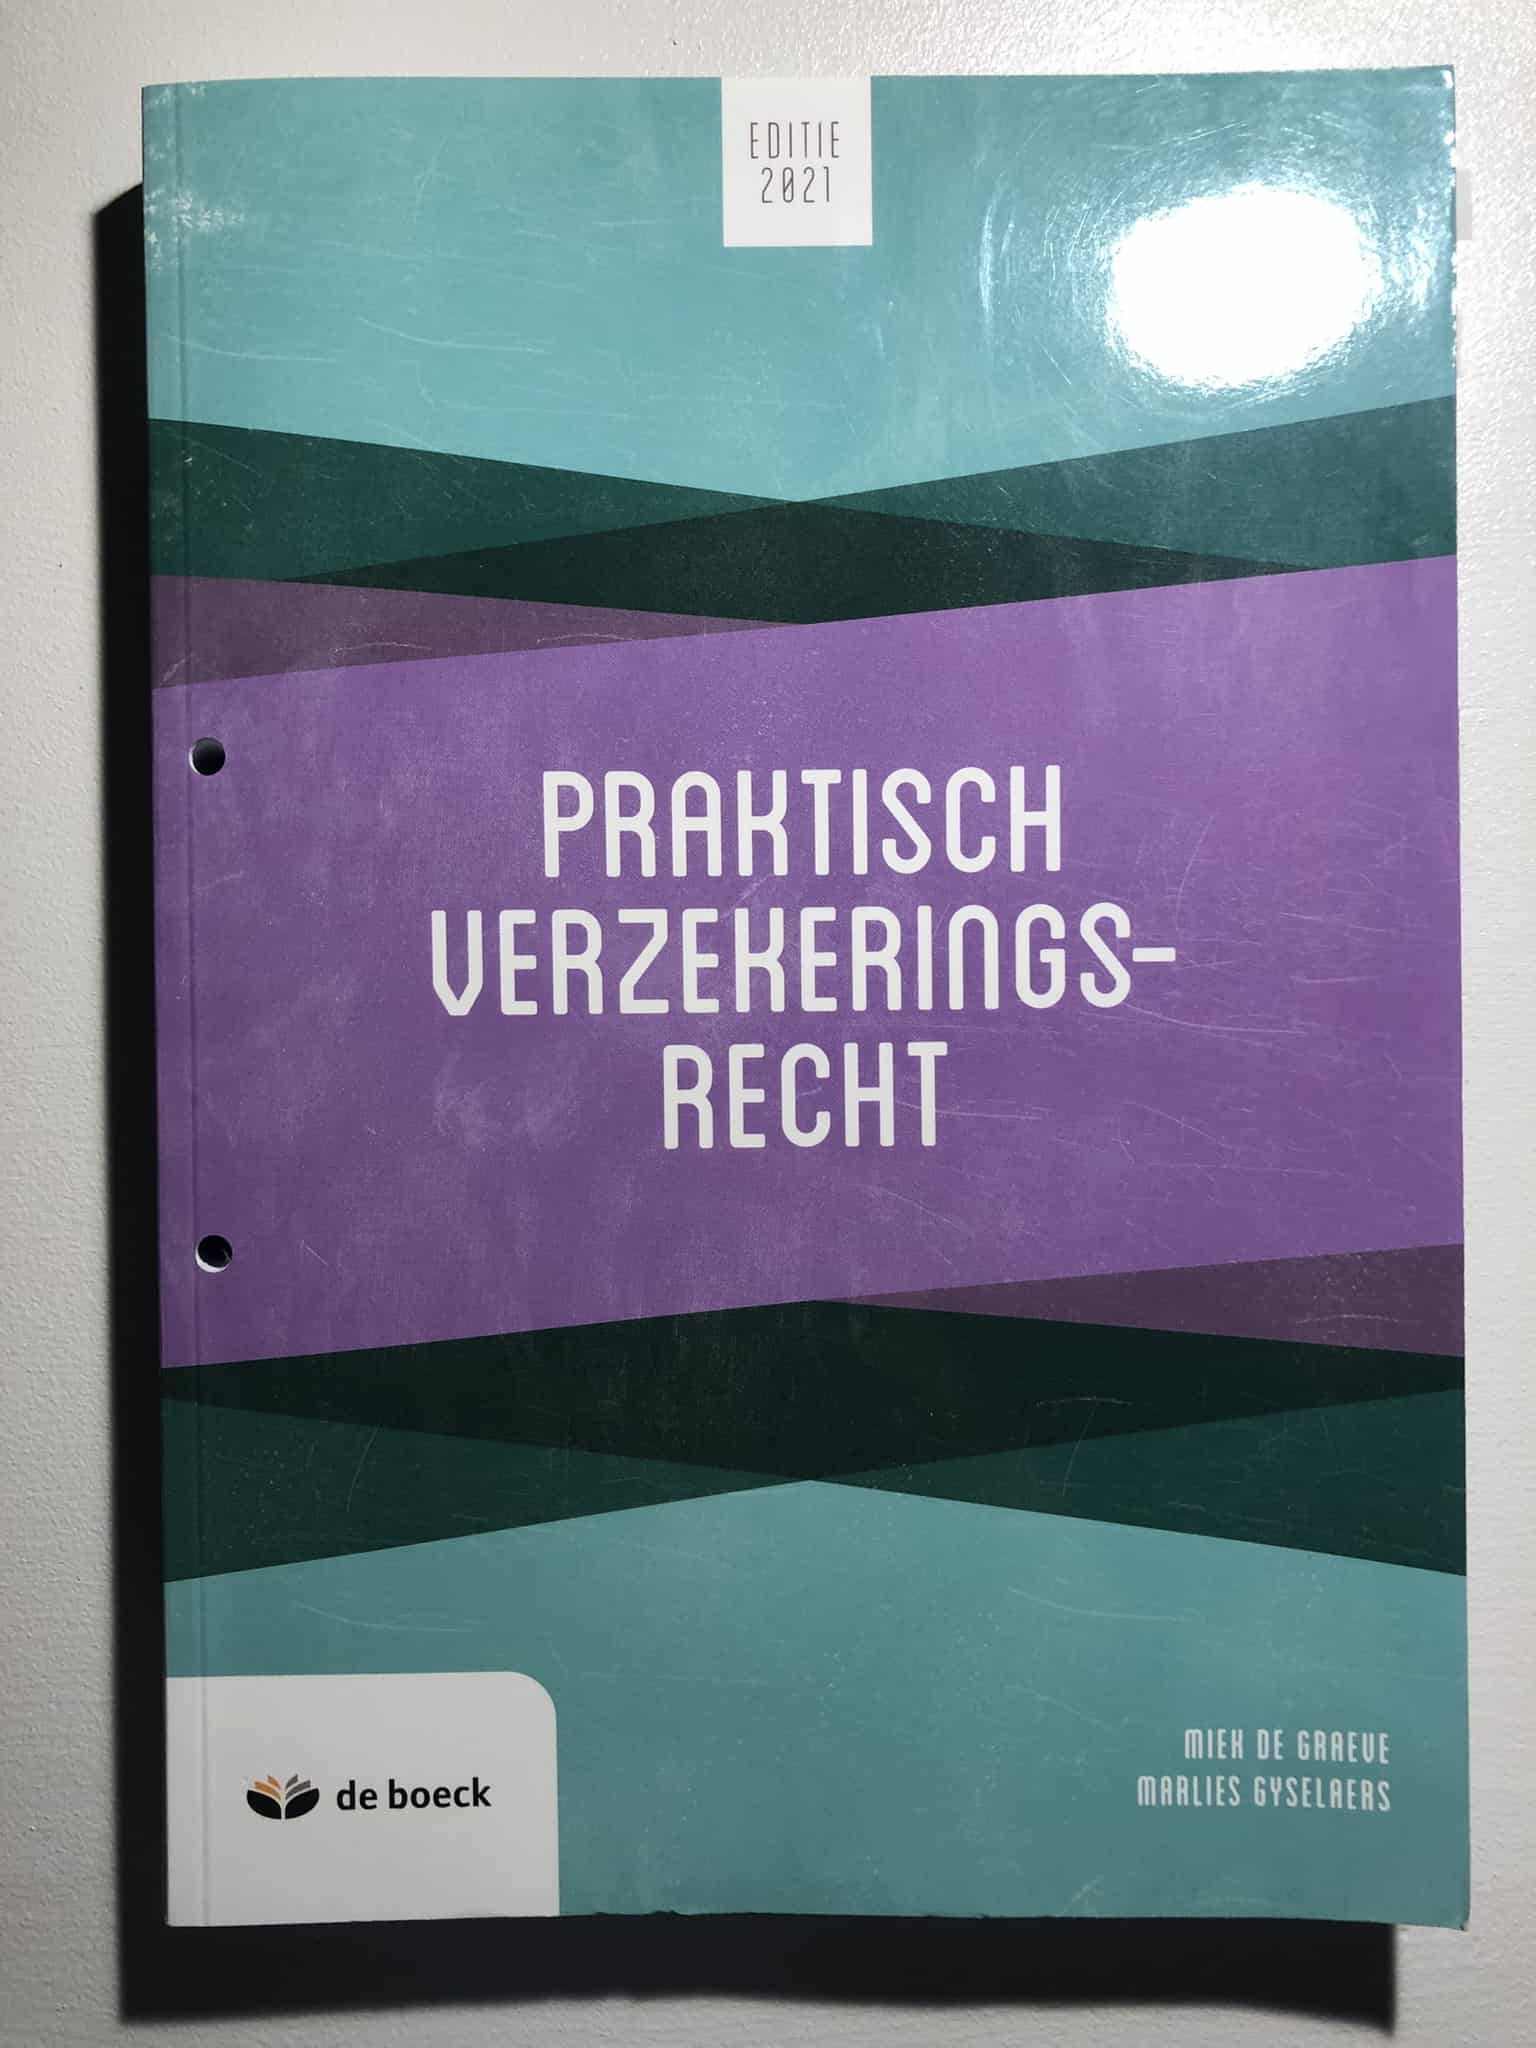 EDITIE
2021
PRAKTISCH
VERZEKERINGS-
RECHT
MIEK DE GRAEVE
MARLIES GYSELAERS
de boeck